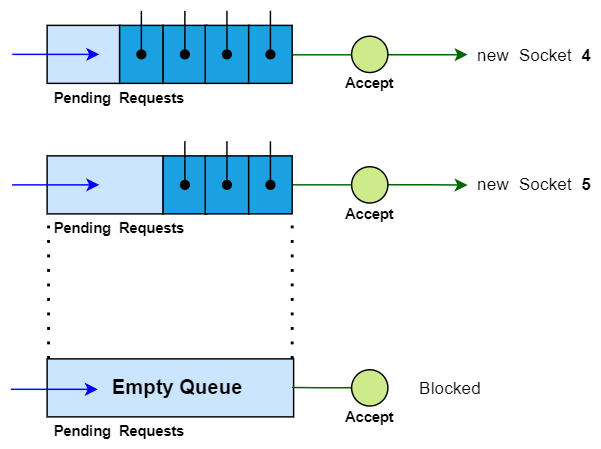 new Socket 4
Accept
Pending Requests
new Socket 5
Accept
Pending Requests
Empty Queue
Blocked
Accept
Pending Requests